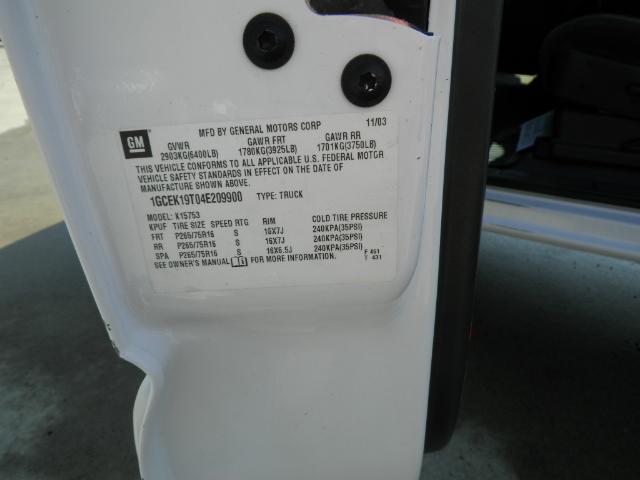 MFD BY GENERAL MOTORS CORP 11/03
GM GVWR GAWR FRT GAWR RR
2903KG(6400LB) 1780KG(3925LB) 1701KG(3750LB)
THIS VEHICLE CONFORMS TO ALL APPLICABLE U.S. FEDERAL MOTOR
VEHICLE SAFETY STANDARDS IN EFFECT ON THE DATE OF
MANUFACTURE SHOWN ABOVE.
1GCEK19T04E209900 TYPE: TRUCK
MODEL: K15753
KPUF TIRE SIZE SPEED RTG RIM COLD TIRE PRESSURE
FRT P265/75R16 S 16X7J 240KPA(35PSI)
RR P265/75R16 S 16X7J 240KPA(35PSI)
SPA P265/75R16 S 16X6.5J 240KPA(35PSI)
SEE OWNER'S MANUAL FOR MORE INFORMATION. F 451
T 431